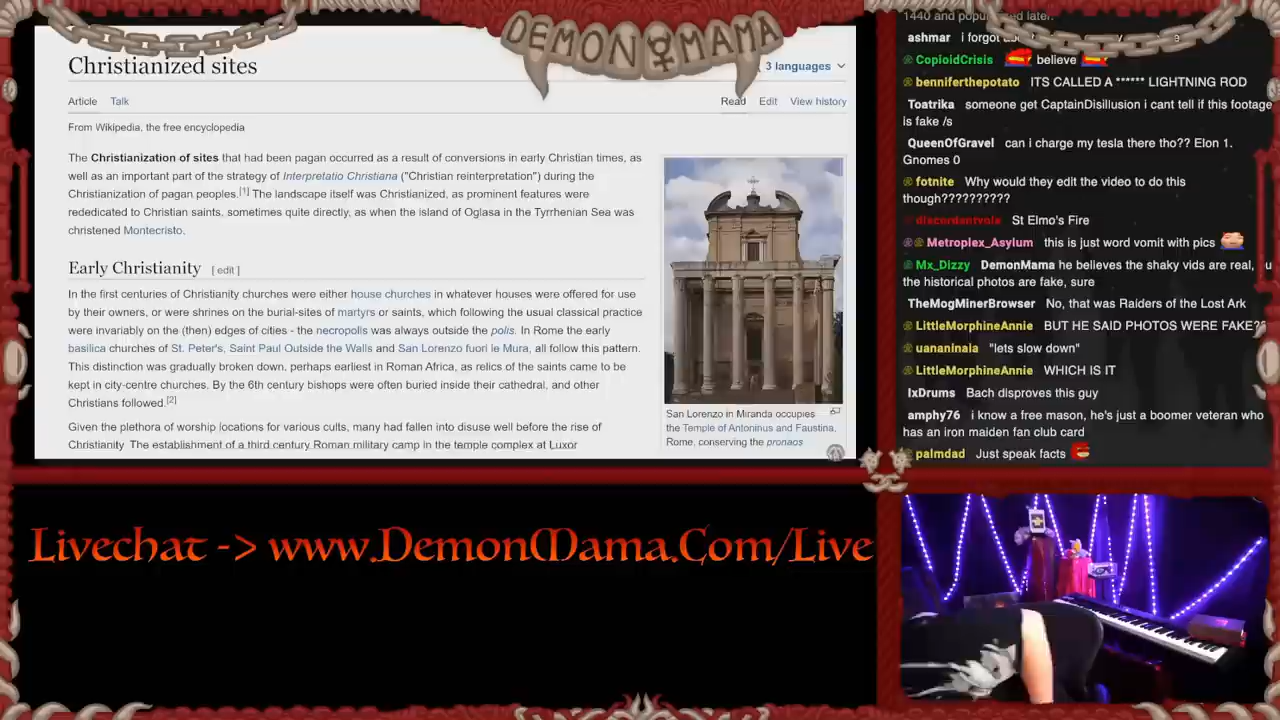 DEMON MAMA
Christianized sites
3 languages
Article Talk
Read Edit View history
From Wikipedia, the free encyclopedia
The Christianization of sites that had been pagan occurred as a result of conversions in early Christian times, as
well as an important part of the strategy of Interpretatio Christiana ("Christian reinterpretation") during the
Christianization of pagan peoples.[1] The landscape itself was Christianized, as prominent features were
rededicated to Christian saints, sometimes quite directly, as when the island of Oglasa in the Tyrrhenian Sea was
christened Montecristo.
Early Christianity [ edit ]
In the first centuries of Christianity churches were either house churches in whatever houses were offered for use
by their owners, or were shrines on the burial-sites of martyrs or saints, which following the usual classical practice
were invariably on the (then) edges of cities - the necropolis was always outside the polis. In Rome the early
basilica churches of St. Peter's, Saint Paul Outside the Walls and San Lorenzo fuori le Mura, all follow this pattern.
This distinction was gradually broken down, perhaps earliest in Roman Africa, as relics of the saints came to be
kept in city-centre churches. By the 6th century bishops were often buried inside their cathedral, and other
Christians followed.[2]
Given the plethora of worship locations for various cults, many had fallen into disuse well before the rise of
Christianity. The establishment of a third century Roman military camp in the temple complex at Luxor
San Lorenzo in Miranda occupies
the Temple of Antoninus and Faustina,
Rome, conserving the pronaos
1440 and later.
ashmar i forgot
CopioidCrisis believe
benniferthepotato ITS CALLED A ****** LIGHTNING ROD
Toatrika someone get CaptainDisillusion i cant tell if this footage
is fake /s
QueenOfGravel can i charge my tesla there tho?? Elon 1.
Gnomes 0
fotnite Why would they edit the video to do this
though??????????
discordantvola St Elmo's Fire
Metroplex_Asylum this is just word vomit with pics
Mx_Dizzy DemonMama he believes the shaky vids are real, u
the historical photos are fake, sure
TheMogMinerBrowser No, that was Raiders of the Lost Ark
LittleMorphineAnnie BUT HE SAID PHOTOS WERE FAKE??
uananinala "lets slow down"
LittleMorphineAnnie WHICH IS IT
IxDrums Bach disproves this guy
amphy76 i know a free mason, he's just a boomer veteran who
has an iron maiden fan club card
palmdad Just speak facts
Livechat -> www.DemonMama.Com/Live